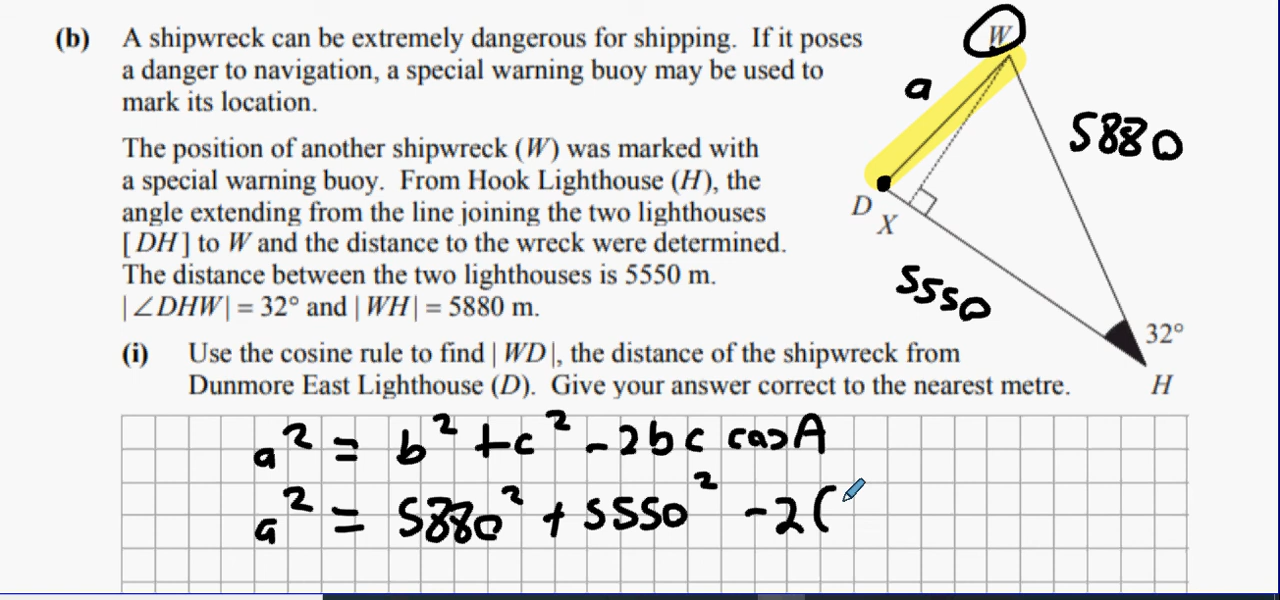 (b) A shipwreck can be extremely dangerous for shipping. If it poses
a danger to navigation, a special warning buoy may be used to
mark its location.
The position of another shipwreck (W) was marked with
a special warning buoy. From Hook Lighthouse (H), the
angle extending from the line joining the two lighthouses
[DH] to W and the distance to the wreck were determined.
The distance between the two lighthouses is 5550 m.
|∠DHW| = 32° and |WH| = 5880 m.
W
a
5880
D
X
5550
32°
H
(i) Use the cosine rule to find |WD|, the distance of the shipwreck from
Dunmore East Lighthouse (D). Give your answer correct to the nearest metre.
a² = b² + c² - 2bc cos A
a² = 5880² + 5550² - 2(